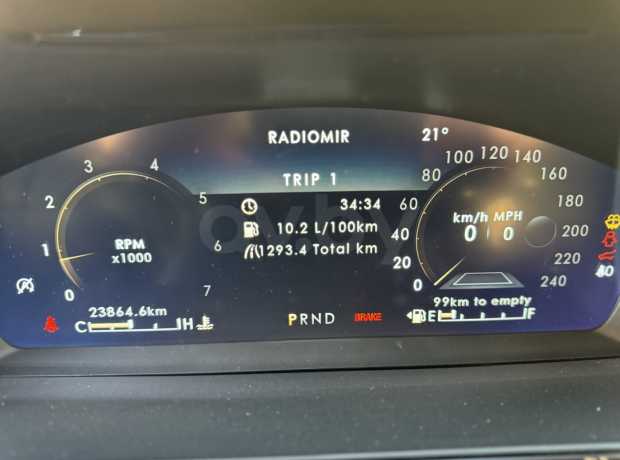 RADIOMIR 21°
TRIP 1
34:34
10.2 L/100km
1293.4 Total km
0 1 2 3 4 5 6 7
RPM
x1000
0 20 40 60 80 100 120 140 160 180 200 220 240
km/h MPH
0 0
23864.6km
C H
PRND
BRAKE
99km to empty
E F
av.by